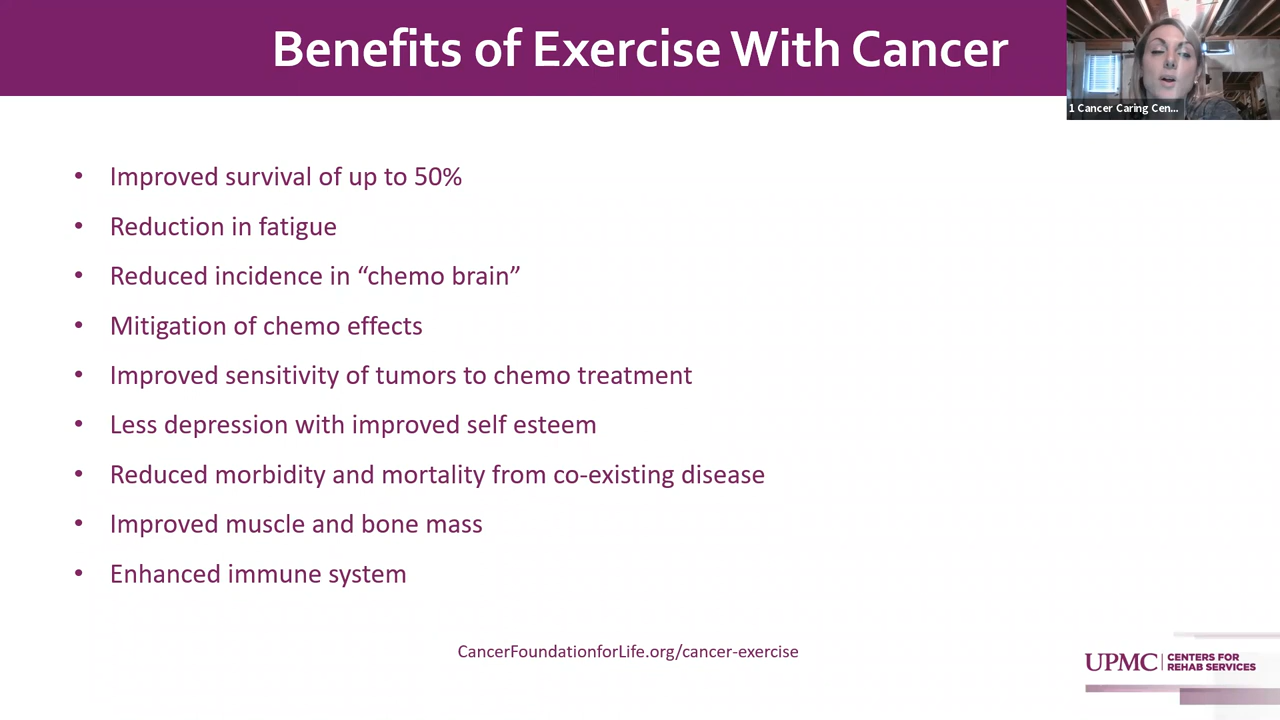 Benefits of Exercise With Cancer
1 Cancer Caring Cen...
• Improved survival of up to 50%
• Reduction in fatigue
• Reduced incidence in “chemo brain”
• Mitigation of chemo effects
• Improved sensitivity of tumors to chemo treatment
• Less depression with improved self esteem
• Reduced morbidity and mortality from co-existing disease
• Improved muscle and bone mass
• Enhanced immune system
CancerFoundationforLife.org/cancer-exercise
UPMC | CENTERS FOR
REHAB SERVICES